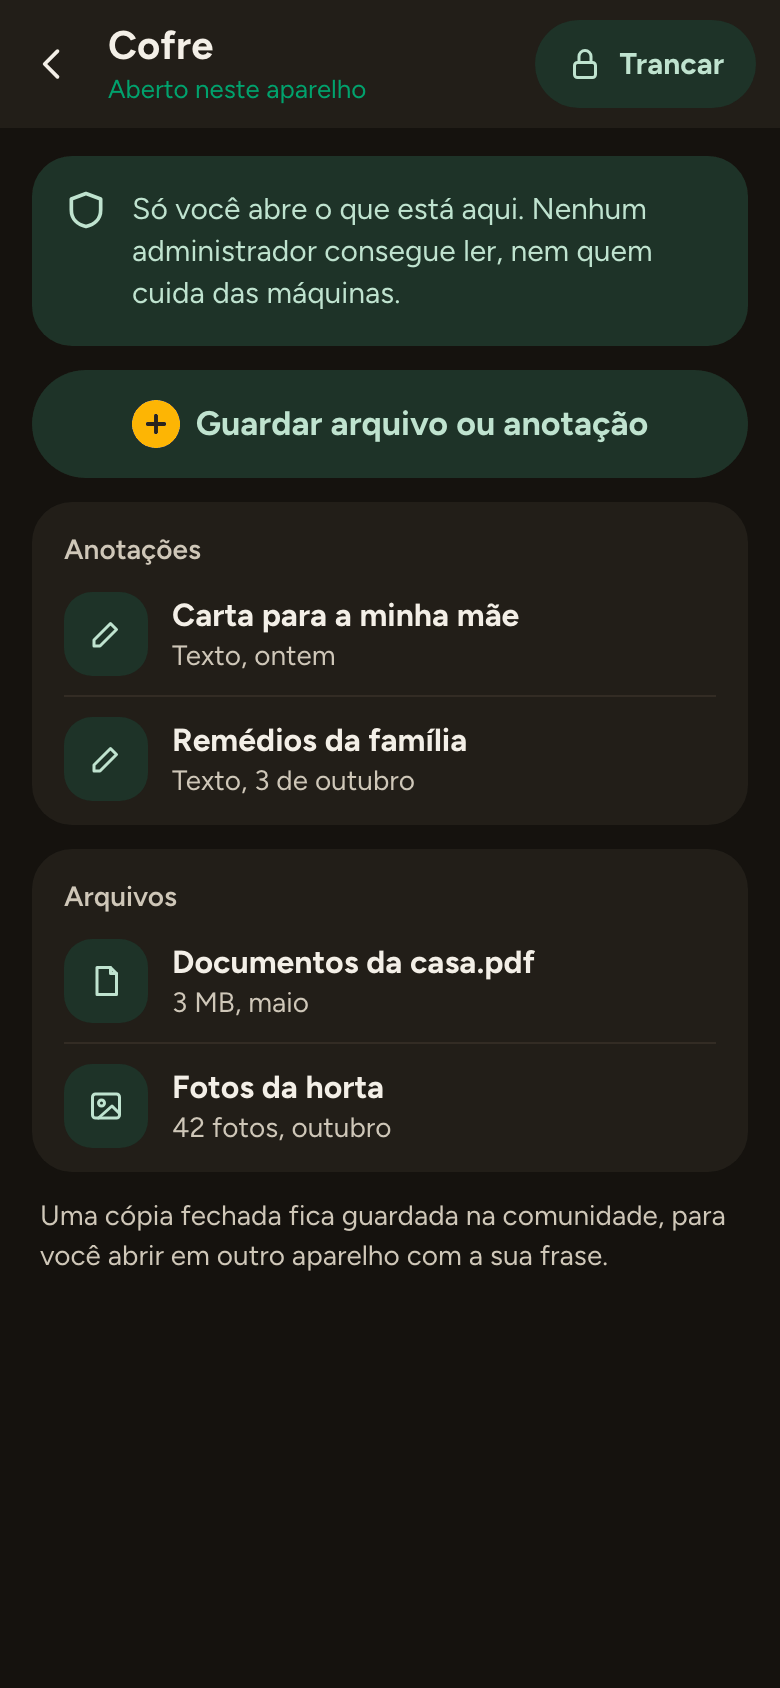 Cofre
Aberto neste aparelho
Trancar
Só você abre o que está aqui. Nenhum
administrador consegue ler, nem quem
cuida das máquinas.
Guardar arquivo ou anotação
Anotações
Carta para a minha mãe
Texto, ontem
Remédios da família
Texto, 3 de outubro
Arquivos
Documentos da casa.pdf
3 MB, maio
Fotos da horta
42 fotos, outubro
Uma cópia fechada fica guardada na comunidade, para
você abrir em outro aparelho com a sua frase.